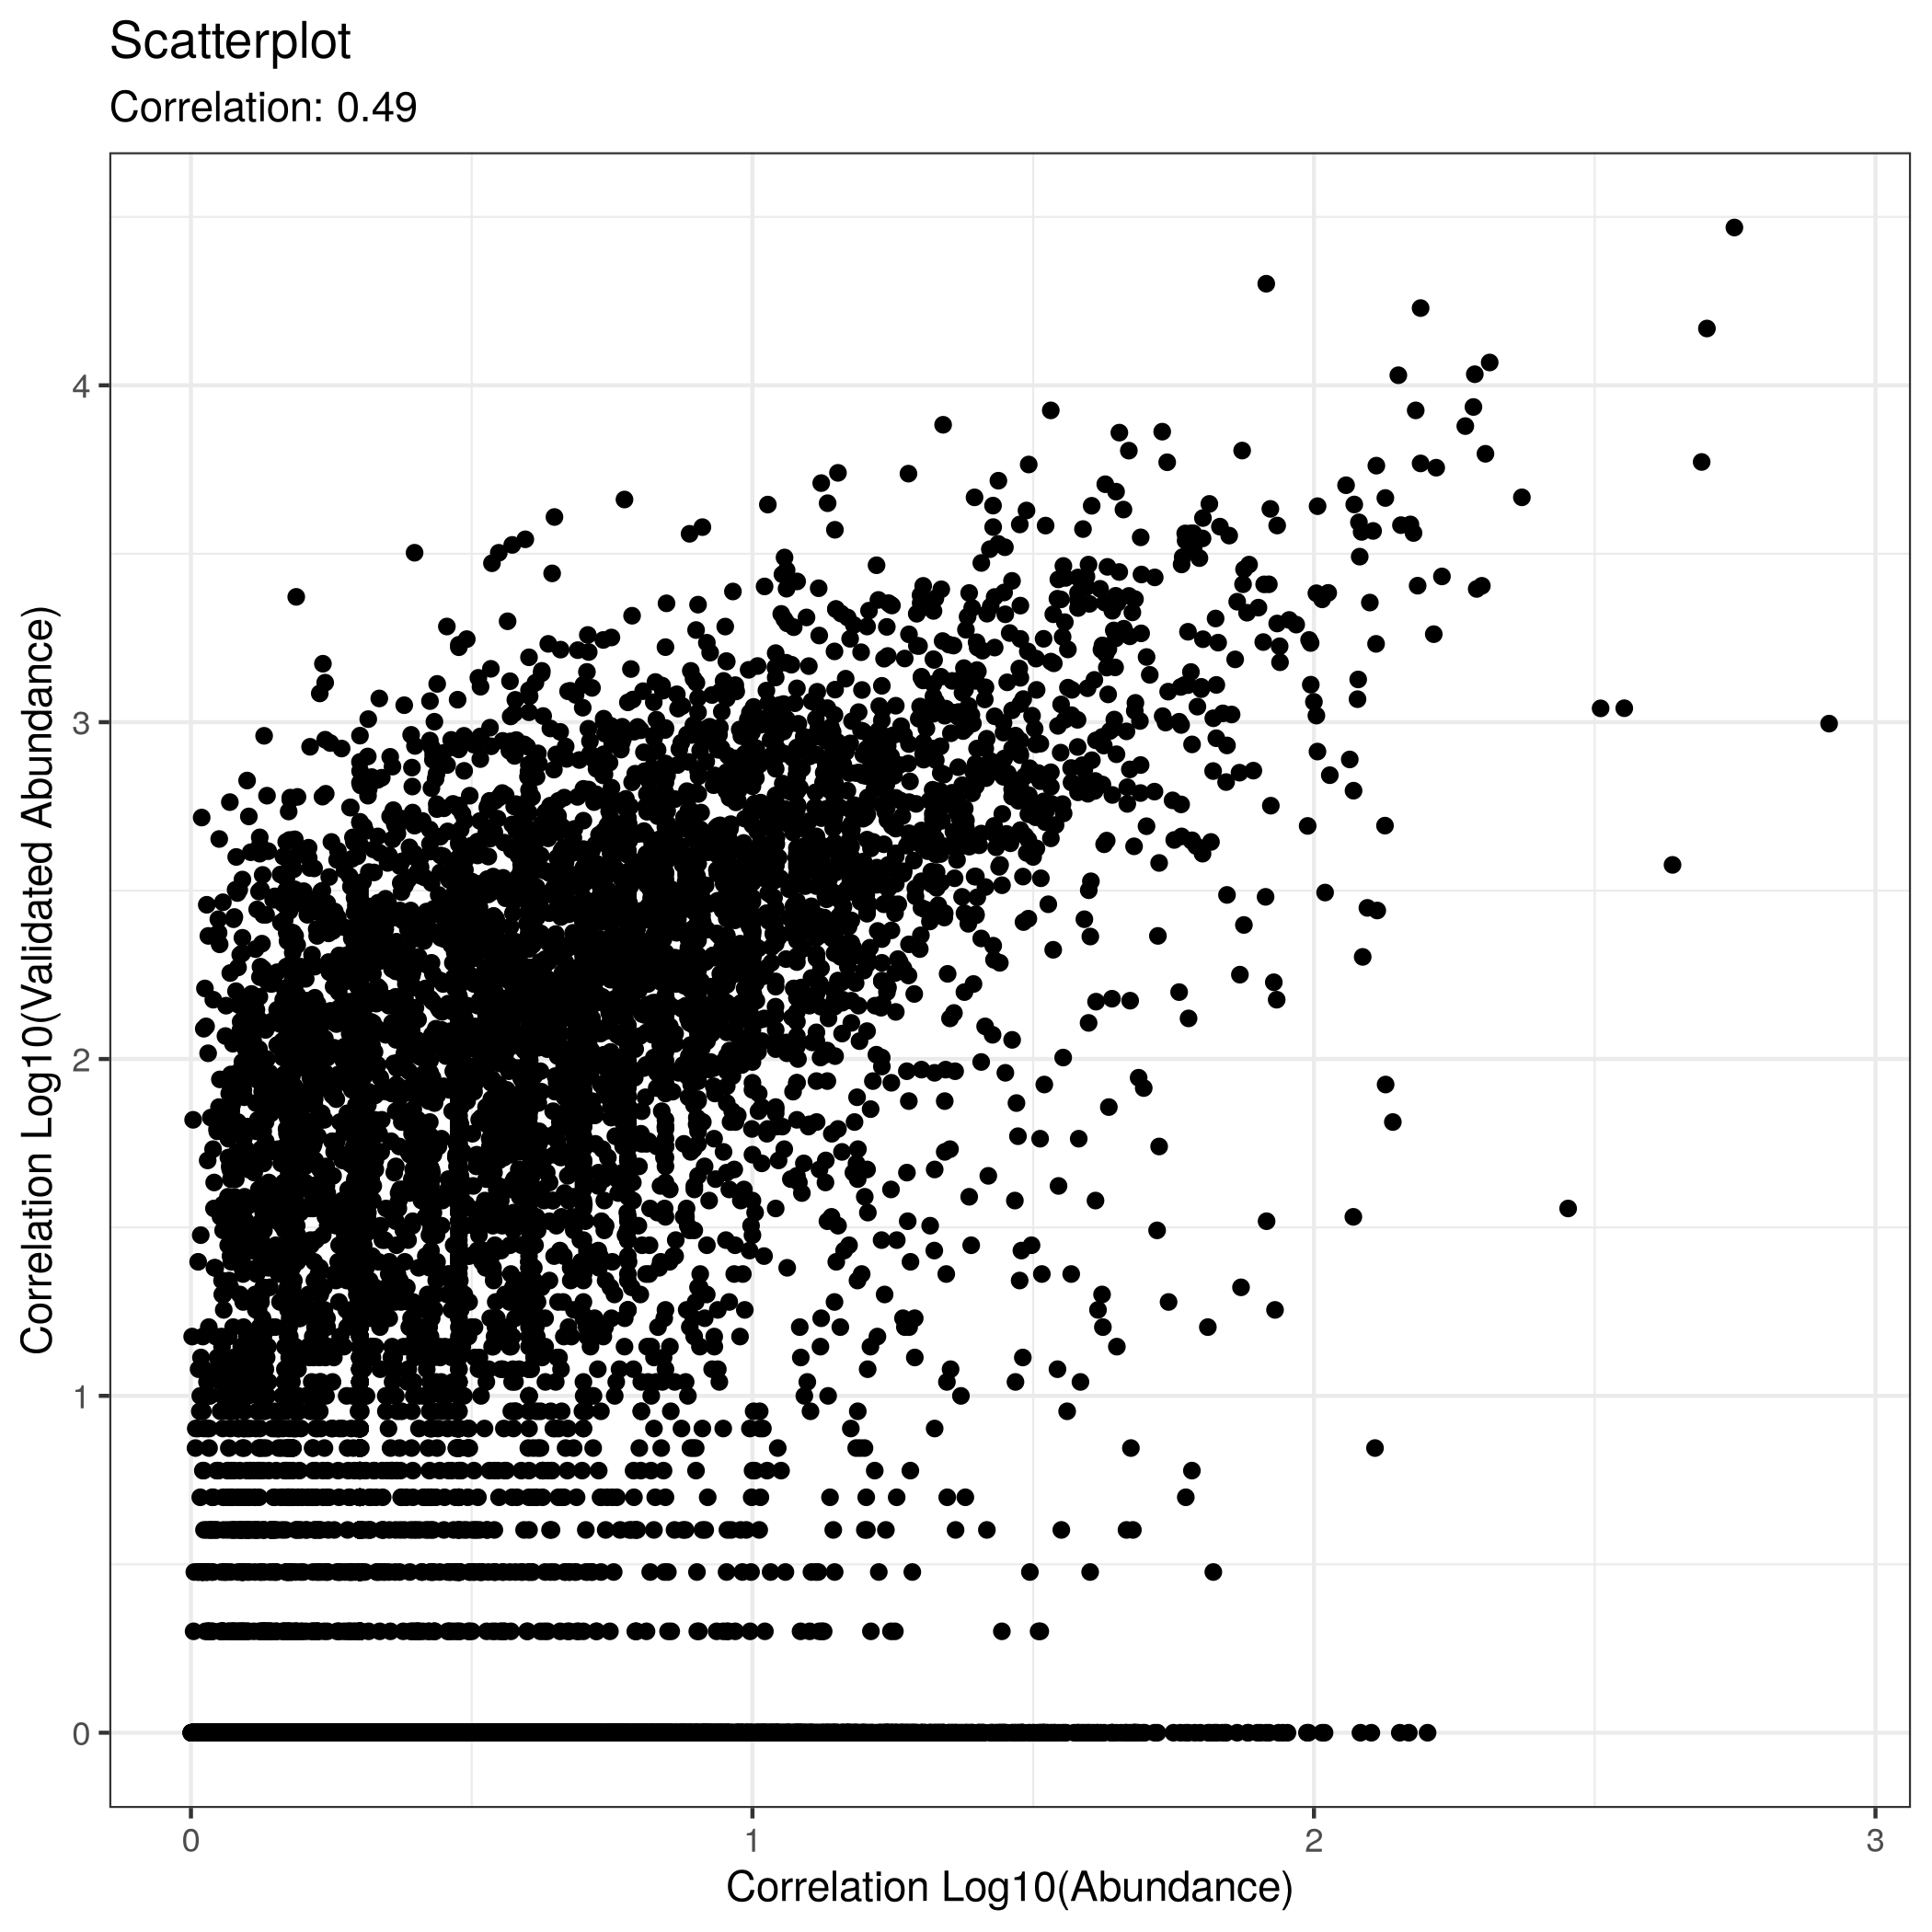 Scatterplot
Correlation: 0.49
Correlation Log10(Validated Abundance)
4
3
2
1
0
0 1 2 3
Correlation Log10(Abundance)